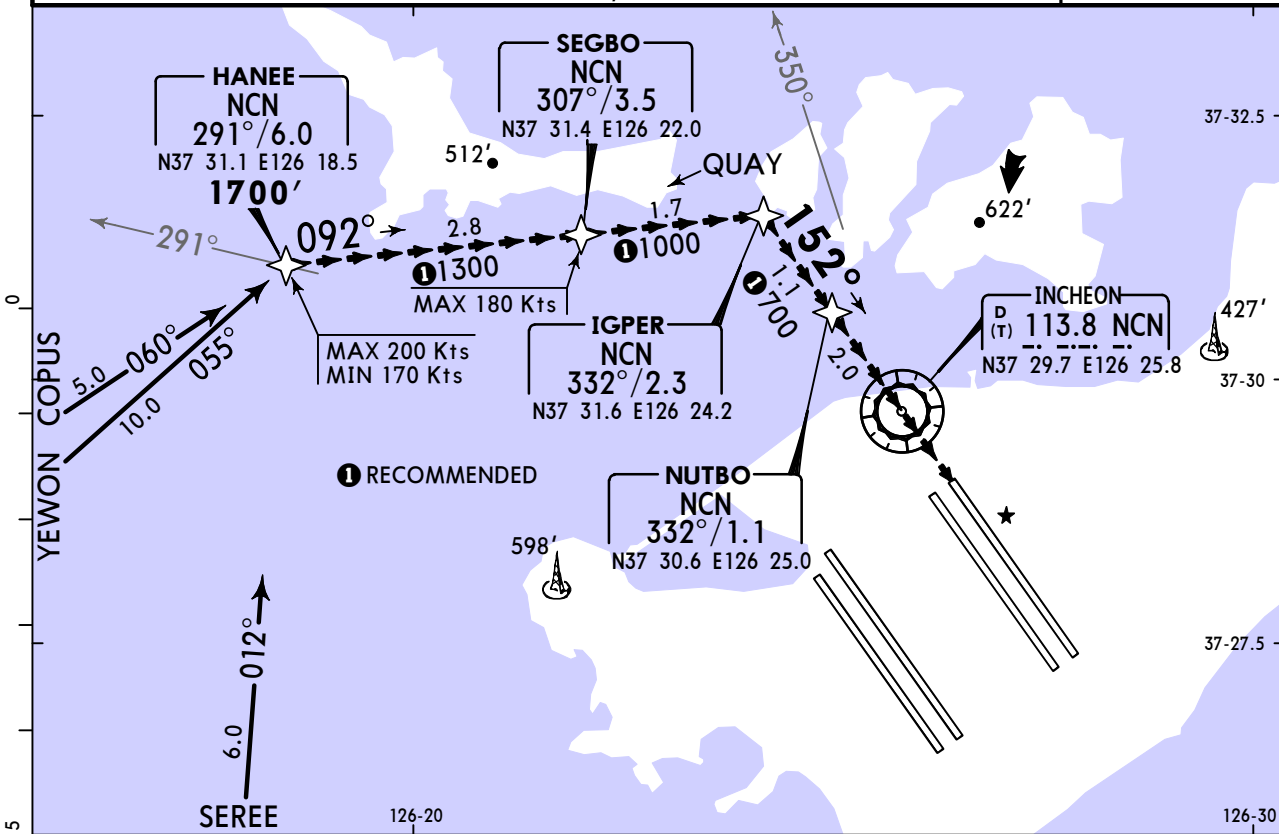 SEGBO
NCN
307°/3.5
N37 31.4 E126 22.0
HANEE
NCN
291°/6.0
N37 31.1 E126 18.5
1700′
350°
37-32.5
512′
QUAY
622′
291°
092°
2.8
1.7
152°
1 1300
1 1000
MAX 180 Kts
1.1
1 700
2.0
MAX 200 Kts
MIN 170 Kts
IGPER
NCN
332°/2.3
N37 31.6 E126 24.2
INCHEON
D
(T) 113.8 NCN
N37 29.7 E126 25.8
427′
37-30
0
COPUS
5.0
060°
YEWON
10.0
055°
1 RECOMMENDED
NUTBO
NCN
332°/1.1
N37 30.6 E126 25.0
598′
37-27.5
012°
6.0
SEREE
126-20
126-30
5